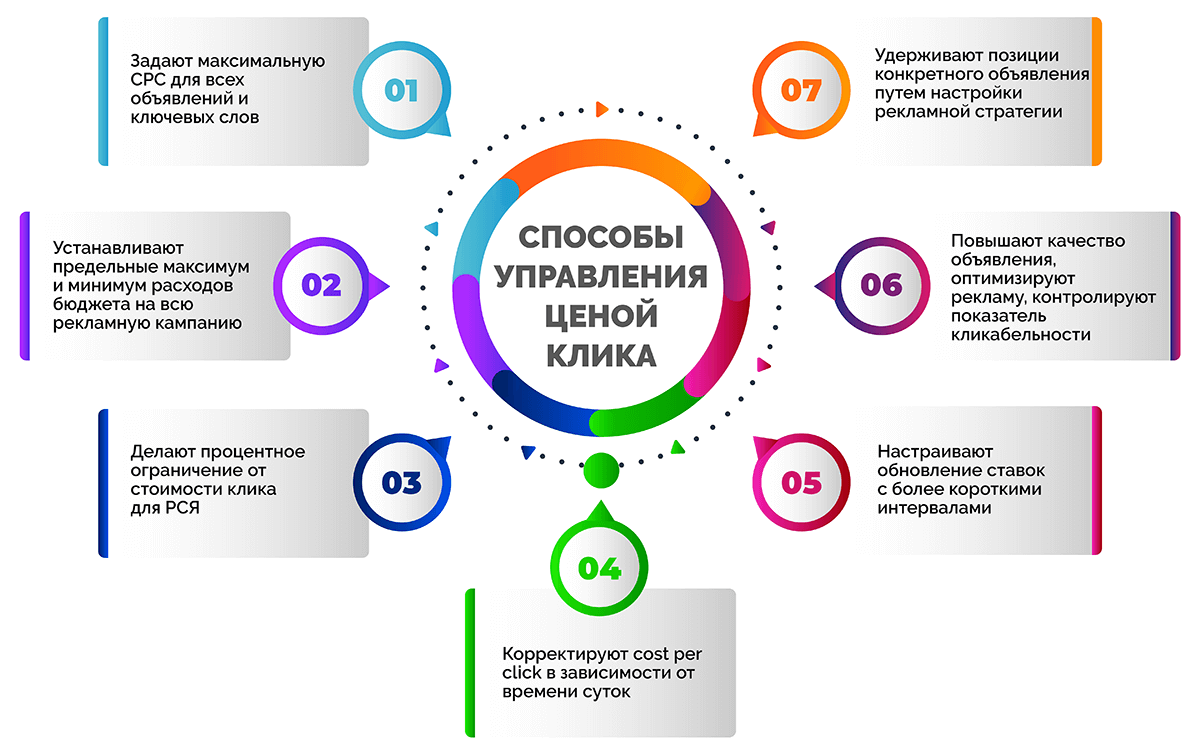 СПОСОБЫ
УПРАВЛЕНИЯ
ЦЕНОЙ
КЛИКА
01
Задают максимальную
CPC для всех
объявлений и
ключевых слов
02
Устанавливают
предельные максимум
и минимум расходов
бюджета на всю
рекламную кампанию
03
Делают процентное
ограничение от
стоимости клика
для РСЯ
04
Корректируют cost per
click в зависимости от
времени суток
05
Настраивают
обновление ставок
с более короткими
интервалами
06
Повышают качество
объявления,
оптимизируют
рекламу, контролируют
показатель
кликабельности
07
Удерживают позиции
конкретного объявления
путем настройки
рекламной стратегии